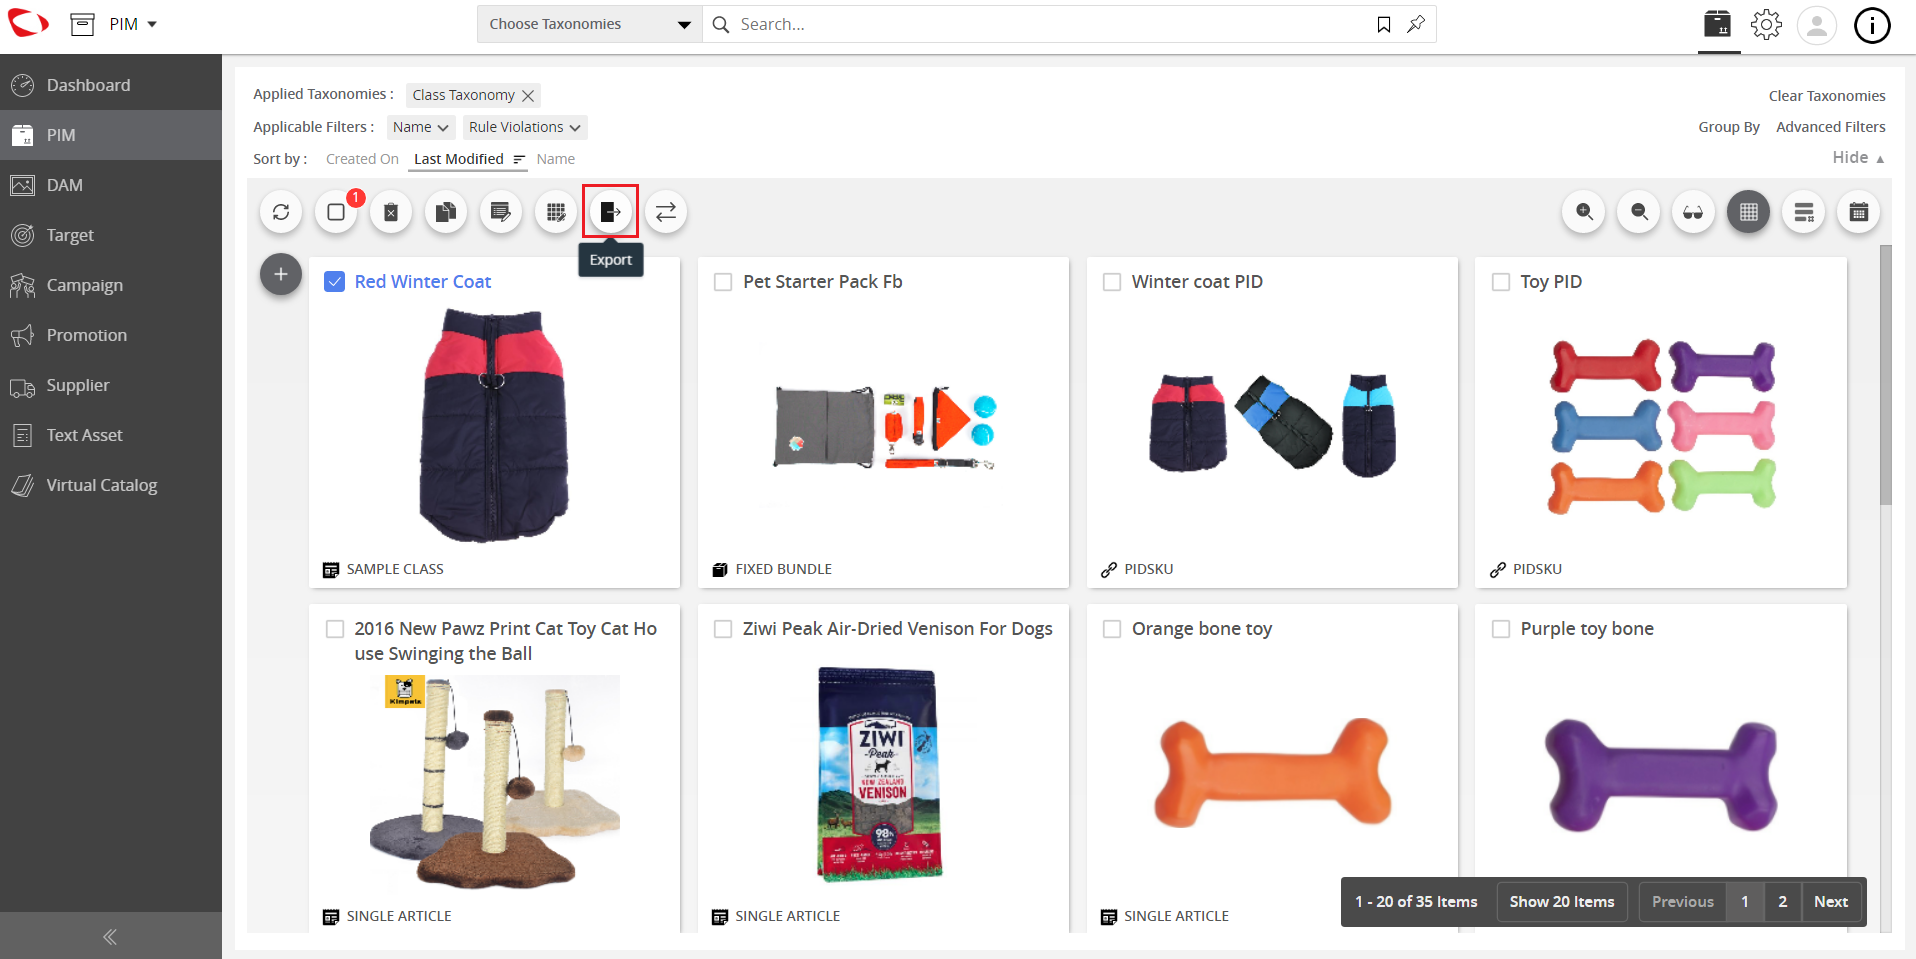 PIM
Choose Taxonomies
Search...
Dashboard
PIM
DAM
Target
Campaign
Promotion
Supplier
Text Asset
Virtual Catalog
Applied Taxonomies :
Class Taxonomy
Clear Taxonomies
Applicable Filters :
Name
Rule Violations
Group By
Advanced Filters
Sort by :
Created On
Last Modified
Name
Hide
1
Export
Red Winter Coat
SAMPLE CLASS
Pet Starter Pack Fb
FIXED BUNDLE
Winter coat PID
PIDSKU
Toy PID
PIDSKU
2016 New Pawz Print Cat Toy Cat Ho
use Swinging the Ball
Kimpets
SINGLE ARTICLE
Ziwi Peak Air-Dried Venison For Dogs
ZIWI
Peak
NEW ZEALAND
VENISON
98%
SINGLE ARTICLE
Orange bone toy
SINGLE ARTICLE
Purple toy bone
1 - 20 of 35 Items
Show 20 Items
Previous
1
2
Next